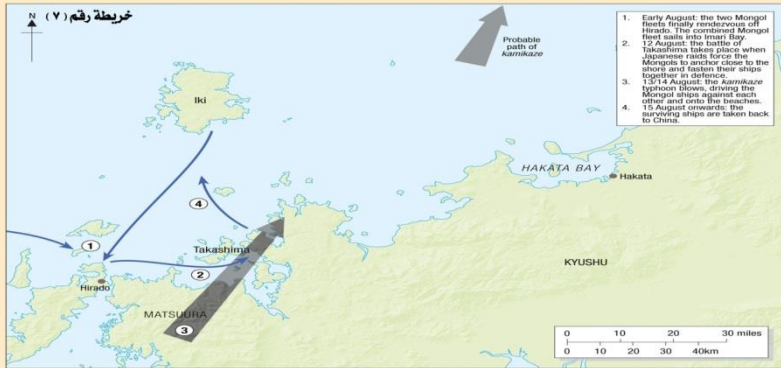 خريطة رقم (٧)
N
Probable
path of
kamikaze
1. Early August: the two Mongol
fleets finally rendezvous off
Hirado. The combined Mongol
fleet sails into Imari Bay.
2. 12 August: the battle of
Takashima takes place when
Japanese raids force the
Mongols to anchor close to the
shore and fasten their ships
together in defence.
3. 13/14 August: the kamikaze
typhoon blows, driving the
Mongol ships against each
other and onto the beaches.
4. 15 August onwards: the
surviving ships are taken back
to China.
Iki
HAKATA BAY
Hakata
4
1
Takashima
2
Hirado
KYUSHU
MATSUURA
3
0 10 20 30 miles
0 10 20 30 40km